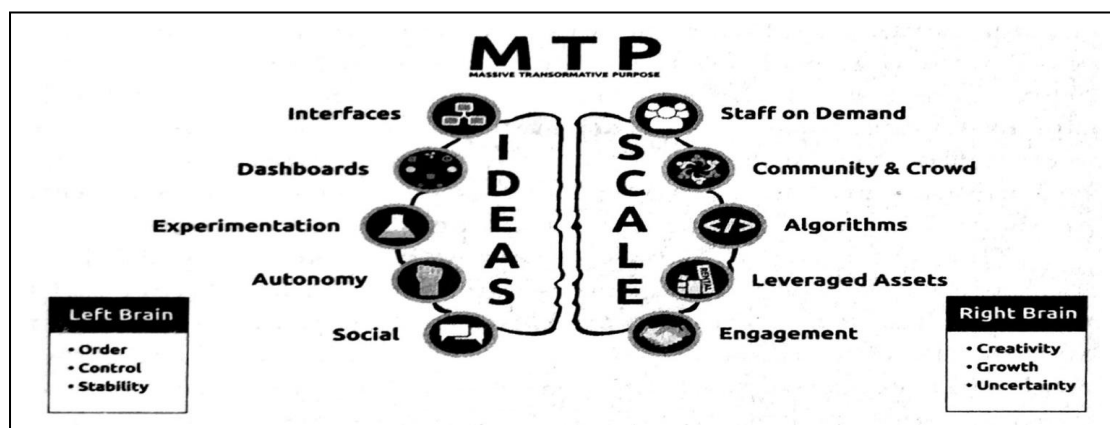 MTP
MASSIVE TRANSORMATIVE PURPOSE
Interfaces
Dashboards
Experimentation
Autonomy
Social
IDEAS
SCALE
Staff on Demand
Community & Crowd
Algorithms
Leveraged Assets
Engagement
Left Brain
• Order
• Control
• Stability
Right Brain
• Creativity
• Growth
• Uncertainty